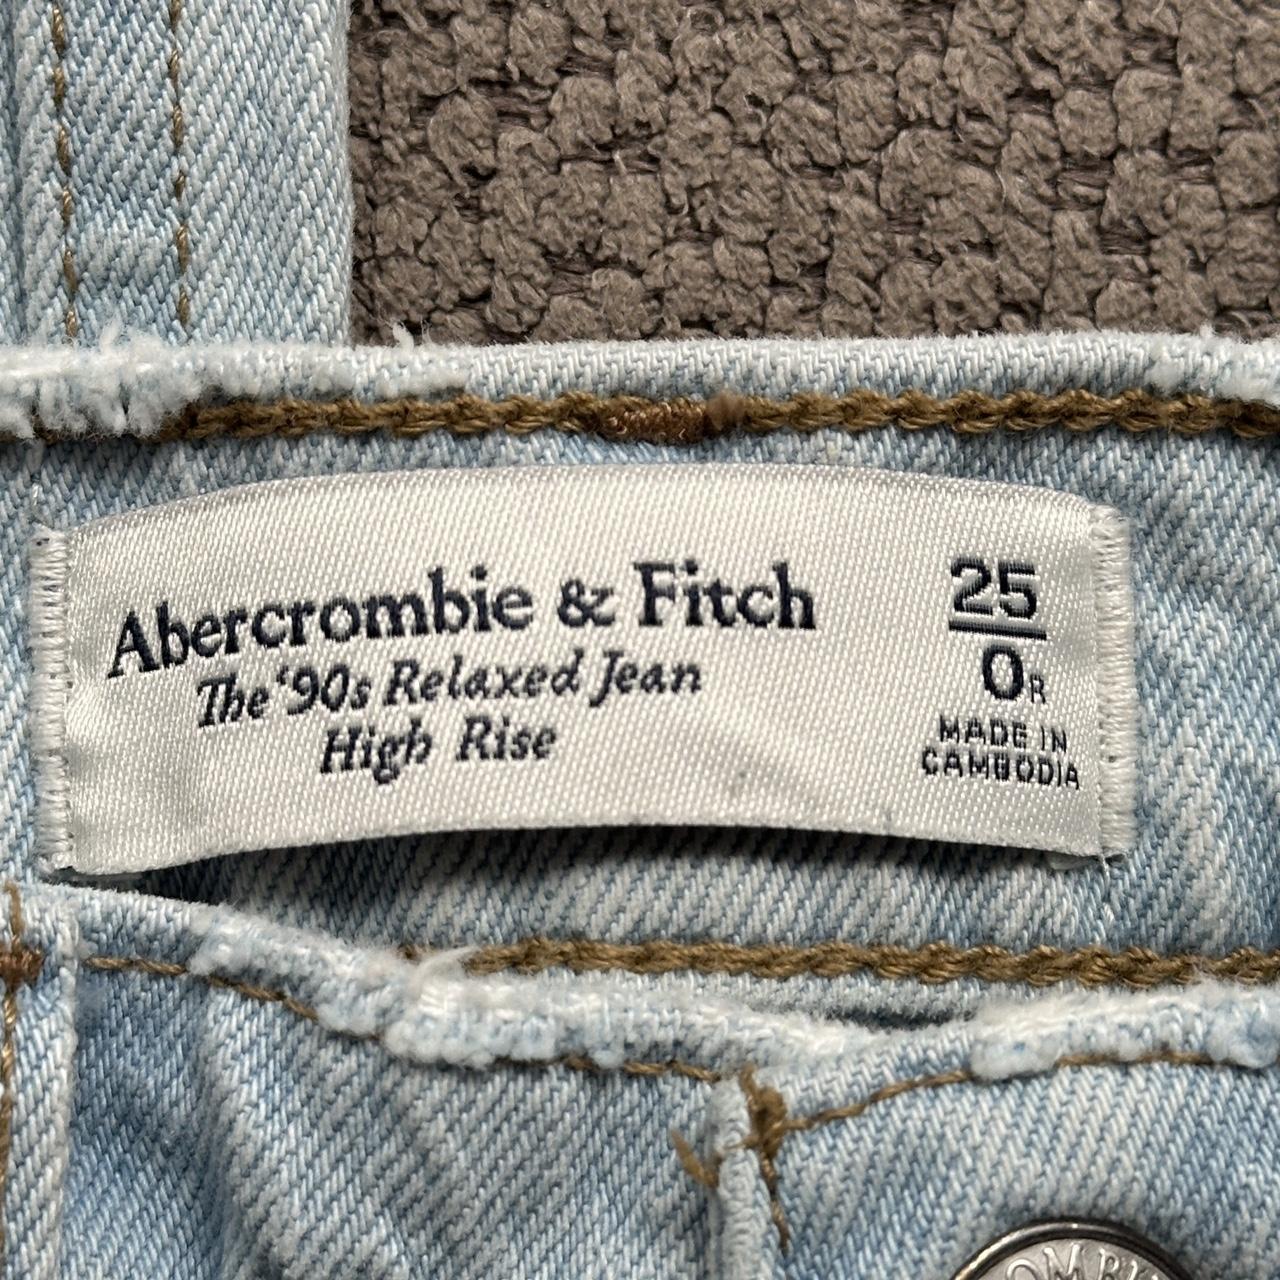 Abercrombie & Fitch
The '90s Relaxed Jean
High Rise
25
0R
MADE IN
CAMBODIA